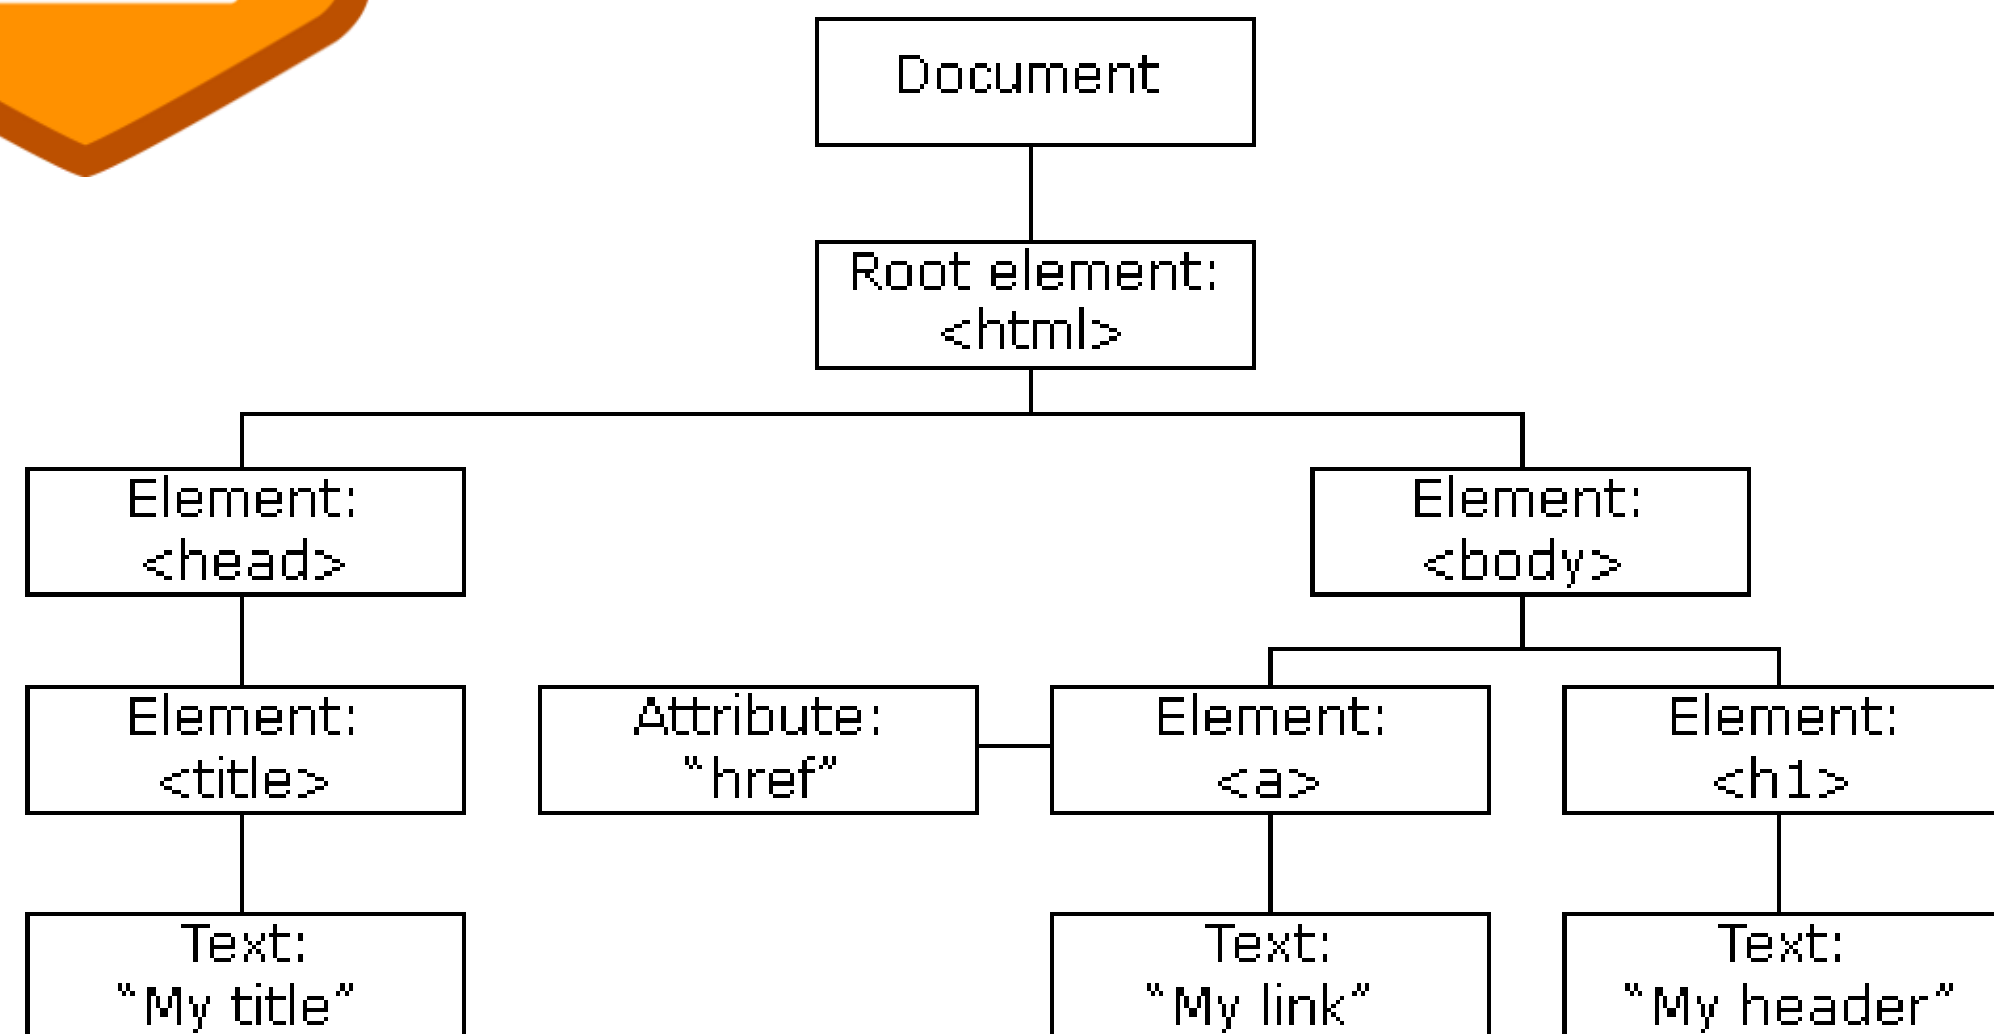 Document
Root element:
<html>
Element:
<head>
Element:
<body>
Element:
<title>
Attribute:
“href”
Element:
<a>
Element:
<h1>
Text:
“My title”
Text:
“My link”
Text:
“My header”